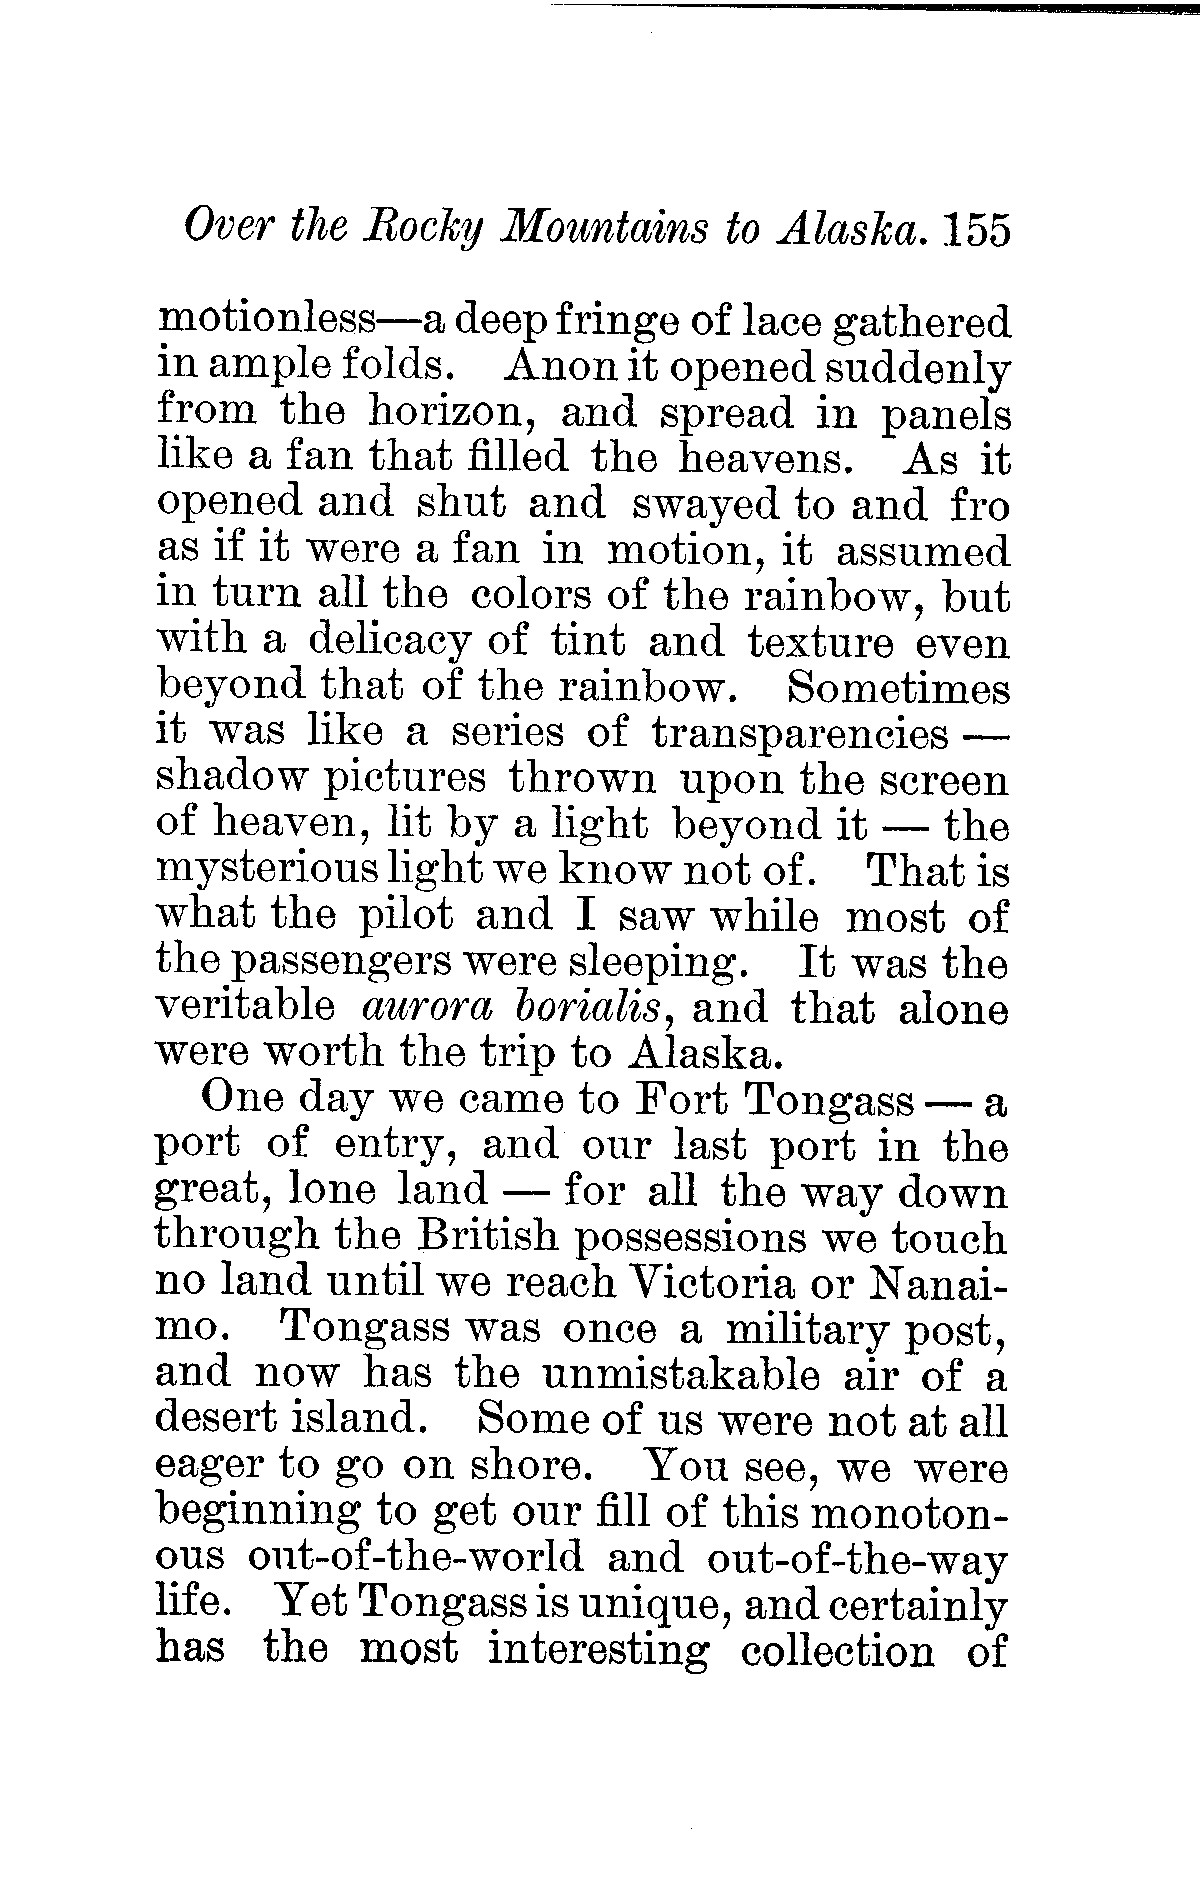 Over the Rocky Mountains to Alaska. 155
motionless—a deep fringe of lace gathered
in ample folds. Anon it opened suddenly
from the horizon, and spread in panels
like a fan that filled the heavens. As it
opened and shut and swayed to and fro
as if it were a fan in motion, it assumed
in turn all the colors of the rainbow, but
with a delicacy of tint and texture even
beyond that of the rainbow. Sometimes
it was like a series of transparencies —
shadow pictures thrown upon the screen
of heaven, lit by a light beyond it — the
mysterious light we know not of. That is
what the pilot and I saw while most of
the passengers were sleeping. It was the
veritable aurora borialis, and that alone
were worth the trip to Alaska.
One day we came to Fort Tongass — a
port of entry, and our last port in the
great, lone land — for all the way down
through the British possessions we touch
no land until we reach Victoria or Nanai-
mo. Tongass was once a military post,
and now has the unmistakable air of a
desert island. Some of us were not at all
eager to go on shore. You see, we were
beginning to get our fill of this monoton-
ous out-of-the-world and out-of-the-way
life. Yet Tongass is unique, and certainly
has the most interesting collection of